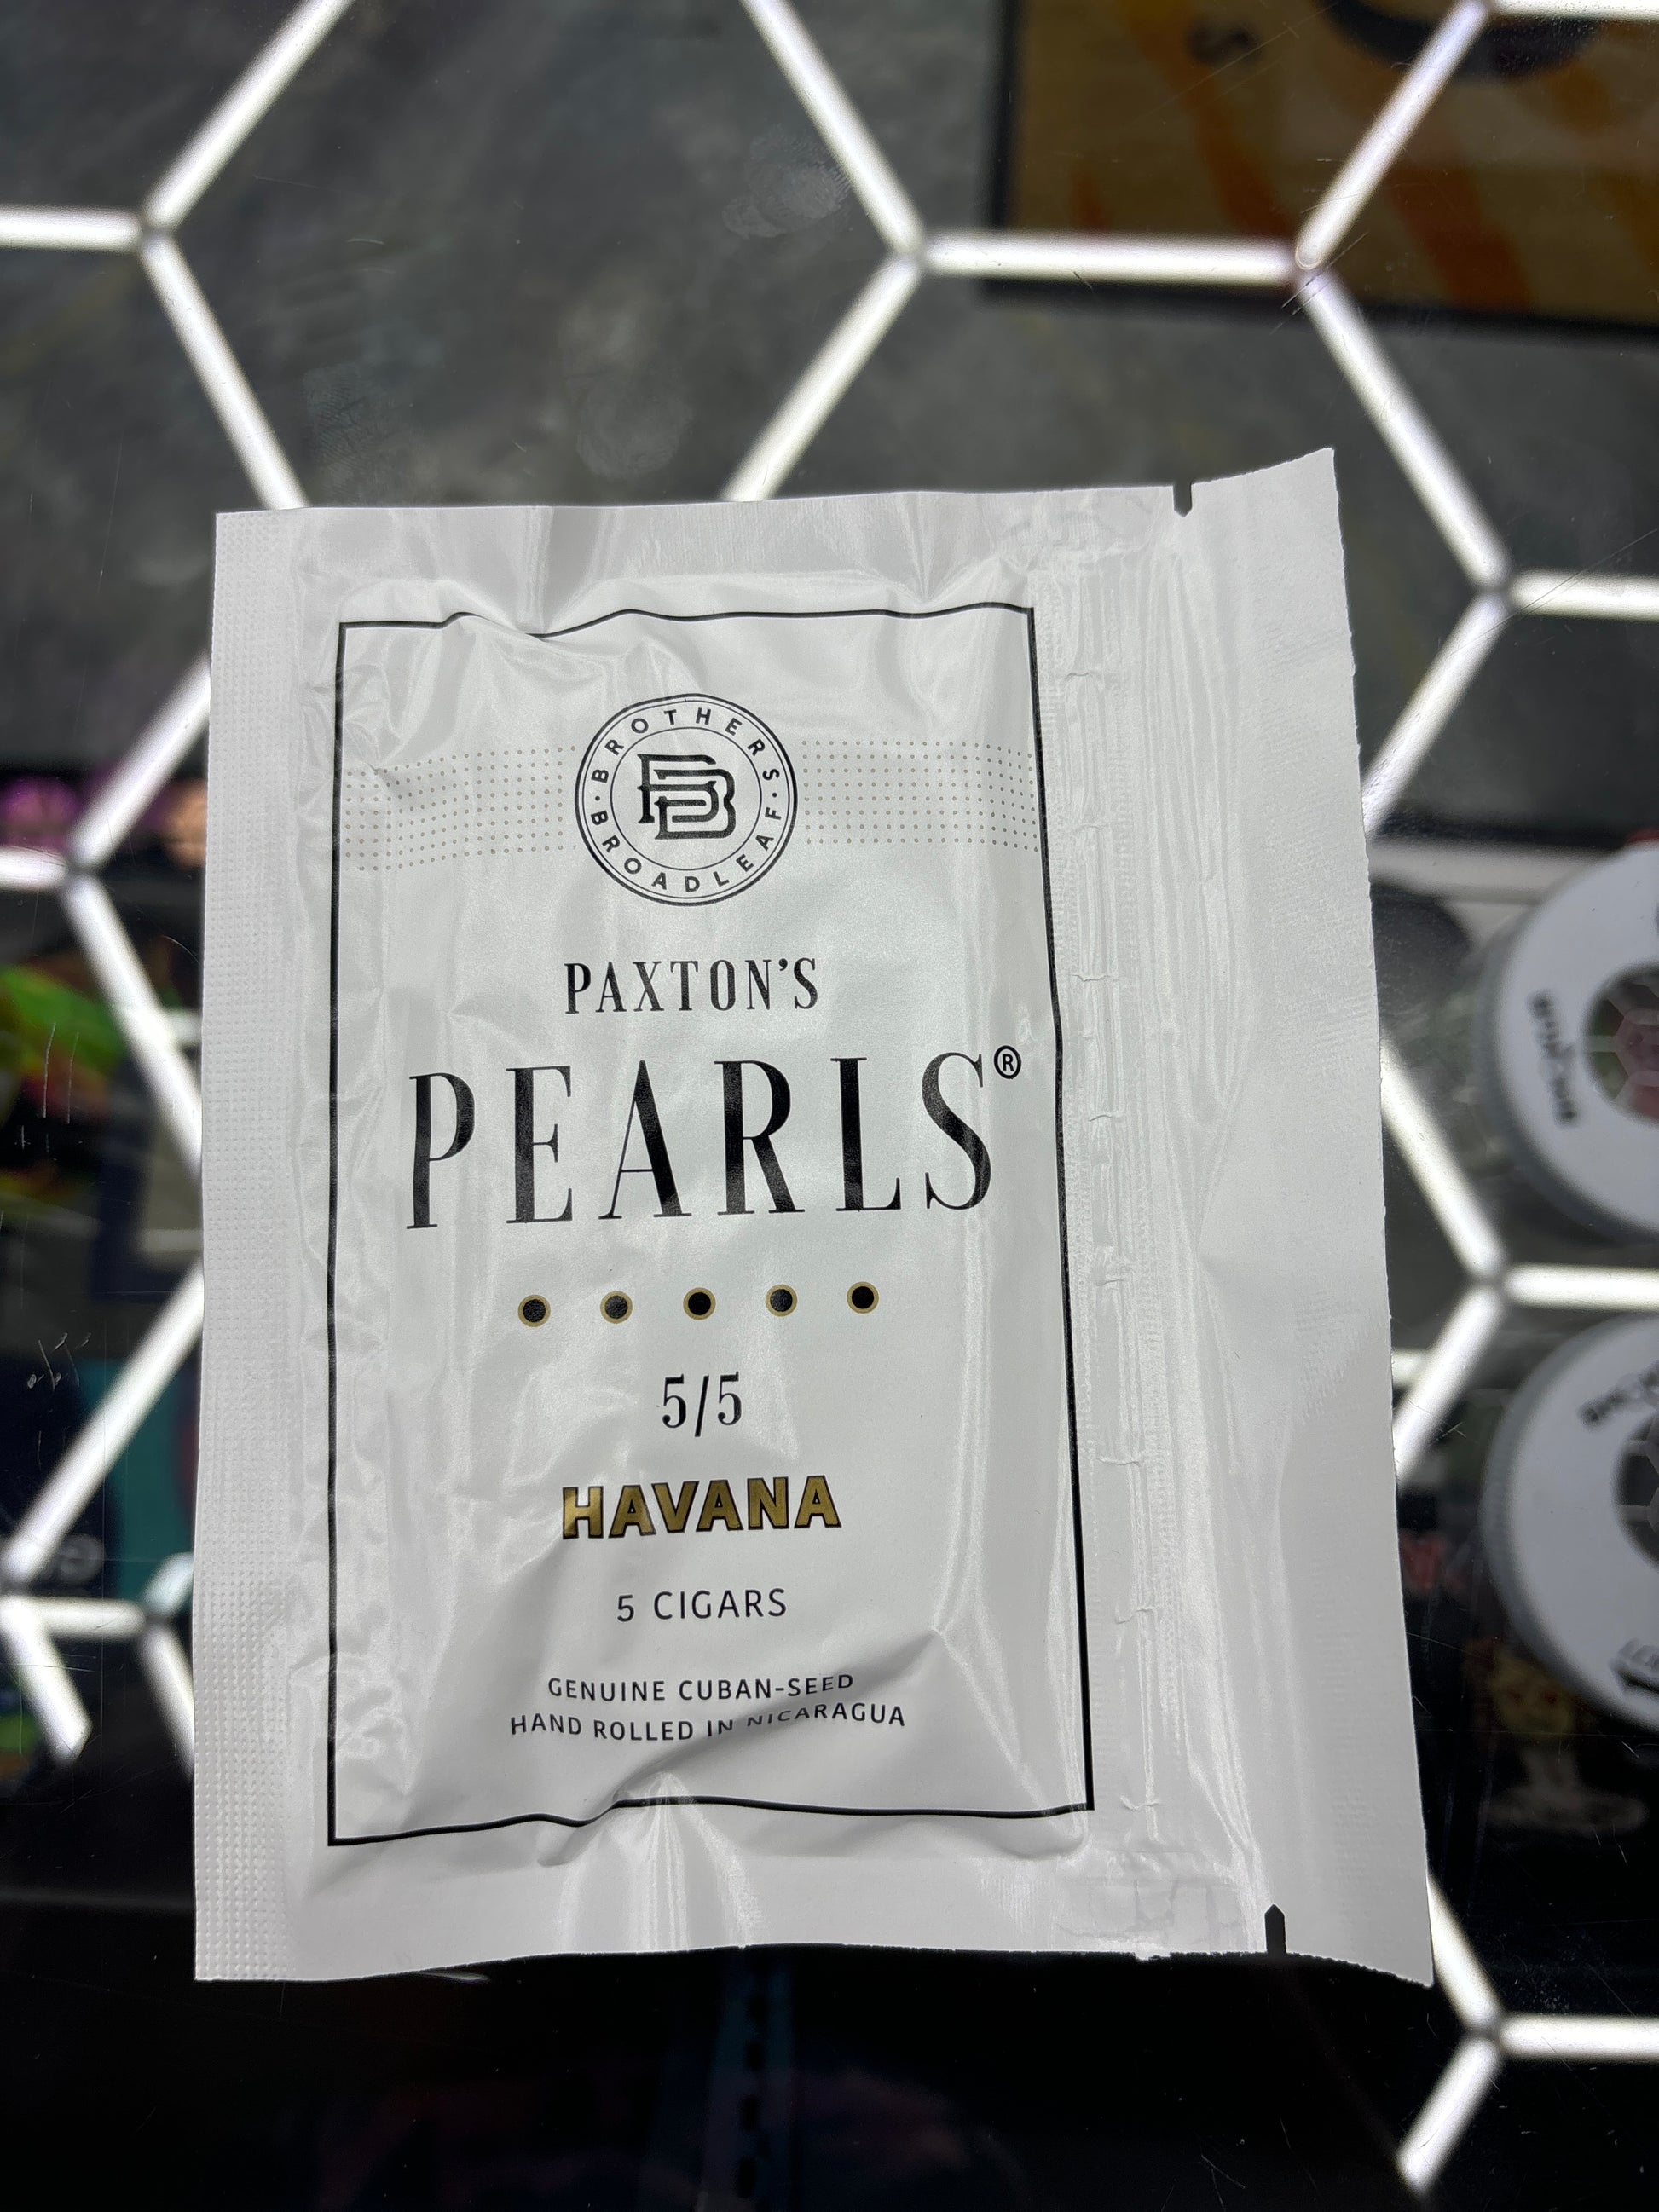 BROTHERS
BB
BROADLEAF
PAXTON'S
PEARLS®
5/5
HAVANA
5 CIGARS
GENUINE CUBAN-SEED
HAND ROLLED IN NICARAGUA